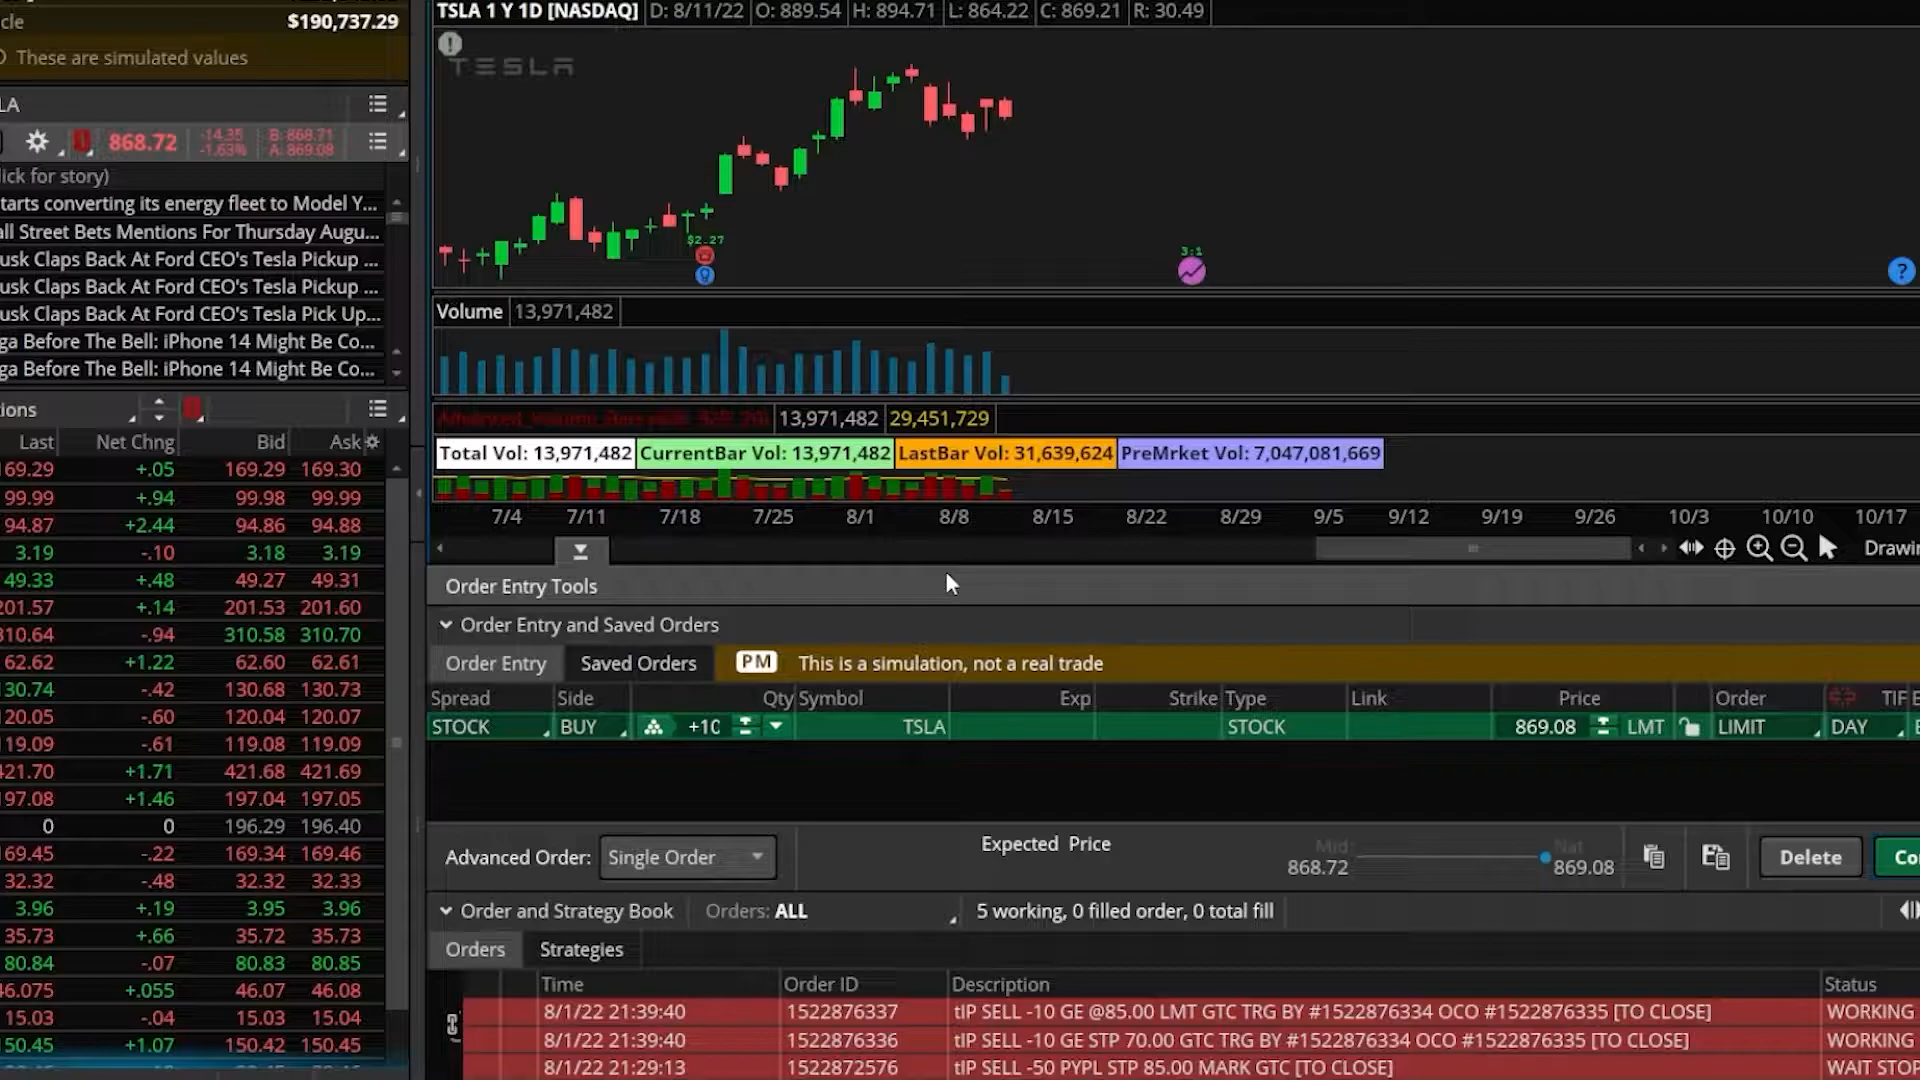 cle $190,737.29
These are simulated values
LA
868.72 -14.35 -1.63% B: 868.71 A: 869.08
lick for story)
tarts converting its energy fleet to Model Y...
all Street Bets Mentions For Thursday Augu...
usk Claps Back At Ford CEO's Tesla Pickup ...
usk Claps Back At Ford CEO's Tesla Pickup ...
usk Claps Back At Ford CEO's Tesla Pick Up...
ga Before The Bell: iPhone 14 Might Be Co...
ga Before The Bell: iPhone 14 Might Be Co...
ions
Last Net Chng Bid Ask
169.29 +.05 169.29 169.30
99.99 +.94 99.98 99.99
94.87 +2.44 94.86 94.88
3.19 -.10 3.18 3.19
49.33 +.48 49.27 49.31
201.57 +.14 201.53 201.60
310.64 -.94 310.58 310.70
62.62 +1.22 62.60 62.61
130.74 -.42 130.68 130.73
120.05 -.60 120.04 120.07
119.09 -.61 119.08 119.09
421.70 +1.71 421.68 421.69
197.08 +1.46 197.04 197.05
0 0 196.29 196.40
169.45 -.22 169.34 169.46
32.32 -.48 32.32 32.33
3.96 +.19 3.95 3.96
35.73 +.66 35.72 35.73
80.84 -.07 80.83 80.85
46.075 +.055 46.07 46.08
15.03 -.04 15.03 15.04
150.45 +1.07 150.42 150.45
TSLA 1 Y 1D [NASDAQ] D: 8/11/22 O: 889.54 H: 894.71 L: 864.22 C: 869.21 R: 30.49
TESLA
$2.27
3:1
Volume 13,971,482
13,971,482 29,451,729
Total Vol: 13,971,482 CurrentBar Vol: 13,971,482 LastBar Vol: 31,639,624 PreMrket Vol: 7,047,081,669
7/4 7/11 7/18 7/25 8/1 8/8 8/15 8/22 8/29 9/5 9/12 9/19 9/26 10/3 10/10 10/17
Drawin
Order Entry Tools
Order Entry and Saved Orders
Order Entry Saved Orders PM This is a simulation, not a real trade
Spread Side Qty Symbol Exp Strike Type Link Price Order TIF E
STOCK BUY +10 TSLA STOCK 869.08 LMT LIMIT DAY
Advanced Order: Single Order Expected Price Mid 868.72 Nat 869.08 Delete Co
Order and Strategy Book Orders: ALL 5 working, 0 filled order, 0 total fill
Orders Strategies
Time Order ID Description Status
8/1/22 21:39:40 1522876337 tIP SELL -10 GE @85.00 LMT GTC TRG BY #1522876334 OCO #1522876335 [TO CLOSE] WORKING
8/1/22 21:39:40 1522876336 tIP SELL -10 GE STP 70.00 GTC TRG BY #1522876334 OCO #1522876335 [TO CLOSE] WORKING
8/1/22 21:29:13 1522872576 tIP SELL -50 PYPL STP 85.00 MARK GTC [TO CLOSE] WAIT STOP